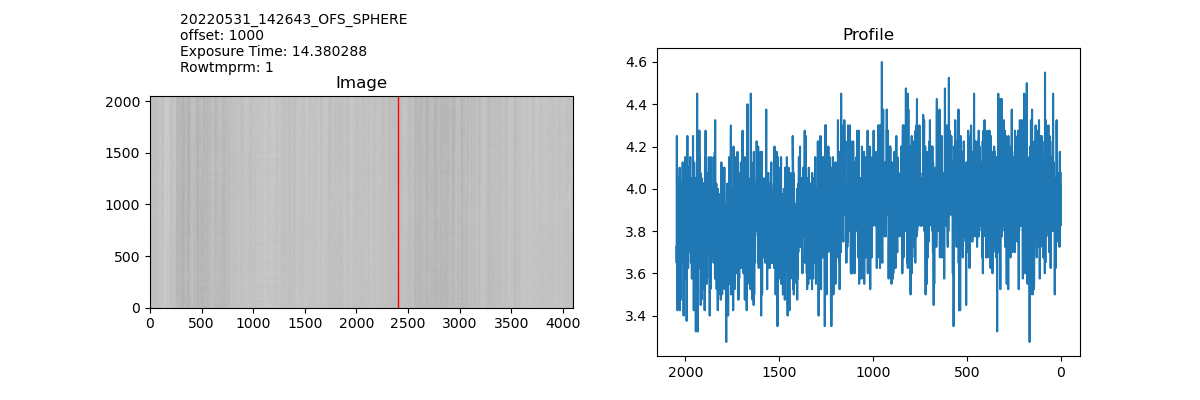 20220531_142643_OFS_SPHERE
offset: 1000
Exposure Time: 14.380288
Rowtmprm: 1
Image
2000
1500
1000
500
0
0 500 1000 1500 2000 2500 3000 3500 4000
Profile
4.6
4.4
4.2
4.0
3.8
3.6
3.4
2000 1500 1000 500 0